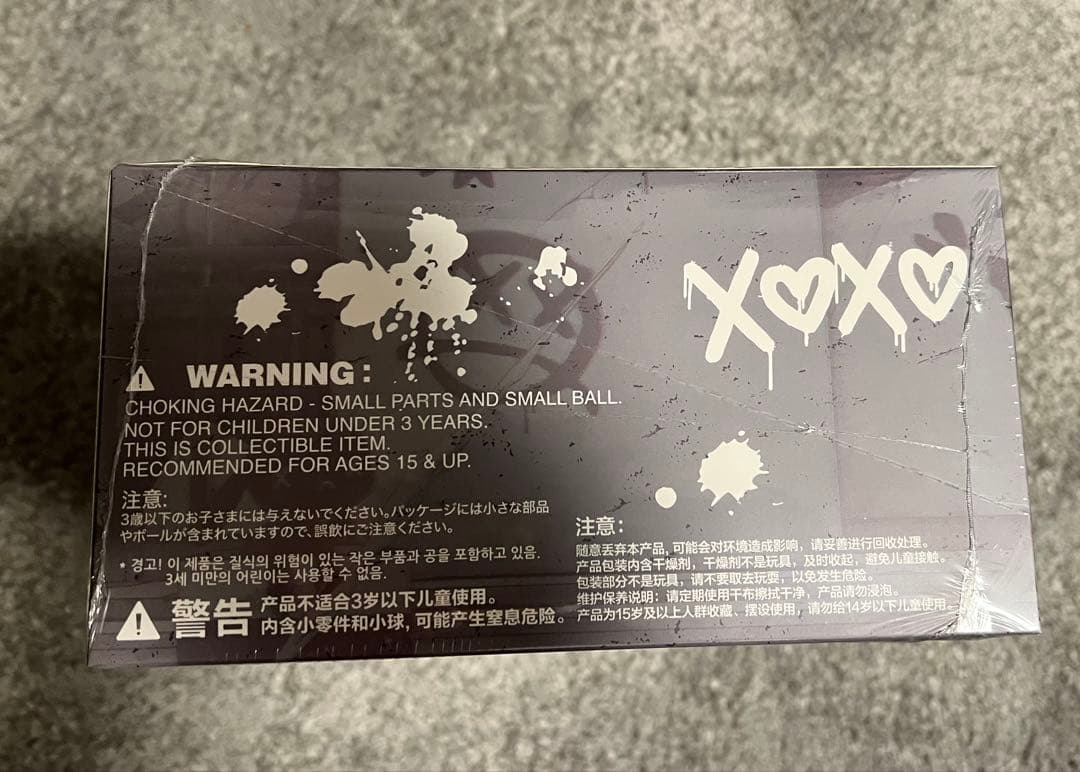 XOXO
WARNING:
CHOKING HAZARD - SMALL PARTS AND SMALL BALL.
NOT FOR CHILDREN UNDER 3 YEARS.
THIS IS COLLECTIBLE ITEM.
RECOMMENDED FOR AGES 15 & UP.
注意:
3歳以下のお子さまには与えないでください。パッケージには小さな部品
やボールが含まれていますので、誤飲にご注意ください。
* 경고! 이 제품은 질식의 위험이 있는 작은 부품과 공을 포함하고 있음.
3세 미만의 어린이는 사용할 수 없음.
警告
产品不适合3岁以下儿童使用。
内含小零件和小球, 可能产生窒息危险。
注意:
随意丢弃本产品, 可能会对环境造成影响，请妥善进行回收处理。
产品包装内含干燥剂，干燥剂不是玩具，及时收起，避免儿童接触。
包装部分不是玩具，请不要取去玩耍，以免发生危险。
维护保养说明: 请定期使用干布擦拭干净，产品请勿浸泡。
产品为15岁及以上人群收藏、摆设使用，请勿给14岁以下儿童使用。